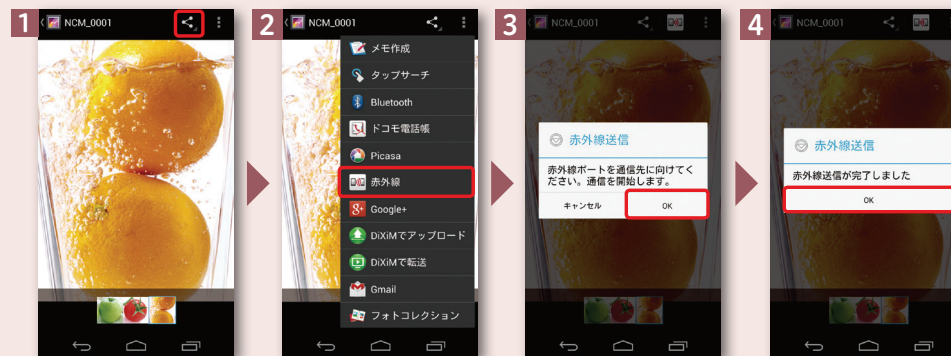 1
NCM_0001
2
NCM_0001
メモ作成
タップサーチ
Bluetooth
ドコモ電話帳
Picasa
赤外線
Google+
DiXiMでアップロード
DiXiMで転送
Gmail
フォトコレクション
3
NCM_0001
赤外線送信
赤外線ポートを通信先に向けてく
ださい。通信を開始します。
キャンセル
OK
4
NCM_0001
赤外線送信
赤外線送信が完了しました
OK